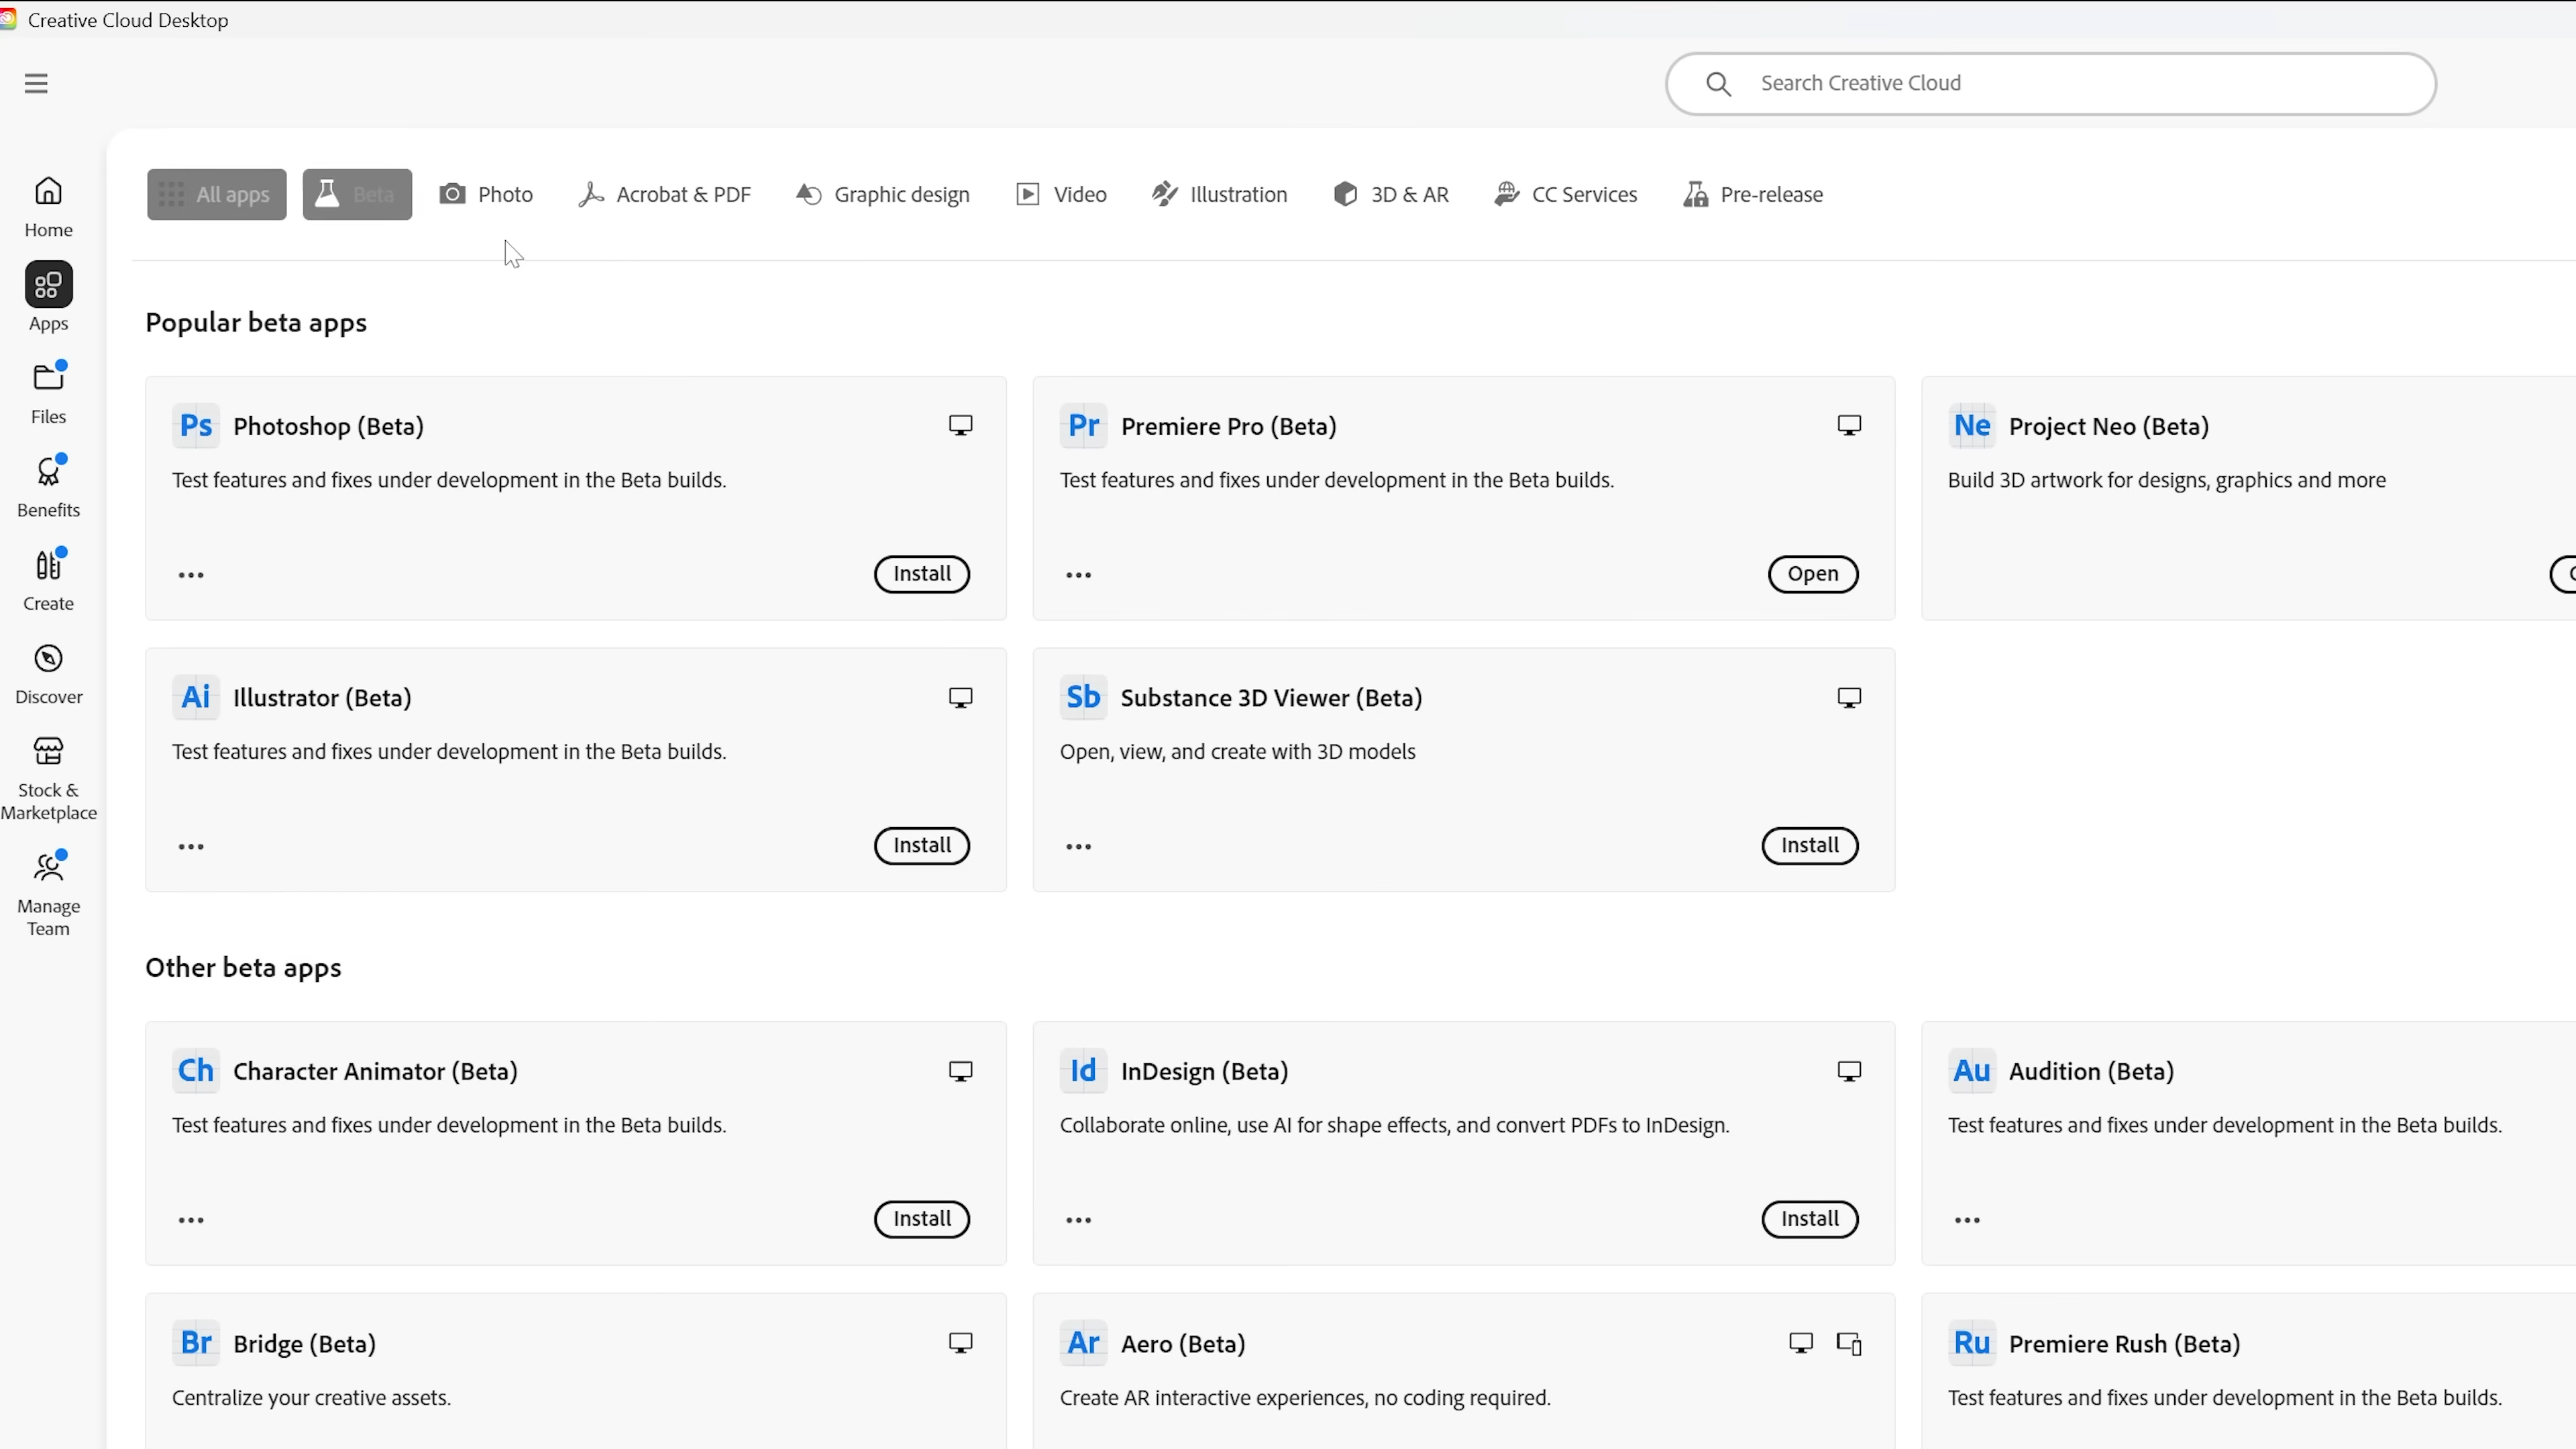 Creative Cloud Desktop
Search Creative Cloud
All apps
Beta
Photo
Acrobat & PDF
Graphic design
Video
Illustration
3D & AR
CC Services
Pre-release
Home
Apps
Files
Benefits
Create
Discover
Stock &
Marketplace
Manage
Team
Popular beta apps
Ps Photoshop (Beta)
Test features and fixes under development in the Beta builds.
Install
Pr Premiere Pro (Beta)
Test features and fixes under development in the Beta builds.
Open
Ne Project Neo (Beta)
Build 3D artwork for designs, graphics and more
Ai Illustrator (Beta)
Test features and fixes under development in the Beta builds.
Install
Sb Substance 3D Viewer (Beta)
Open, view, and create with 3D models
Install
Other beta apps
Ch Character Animator (Beta)
Test features and fixes under development in the Beta builds.
Install
Id InDesign (Beta)
Collaborate online, use AI for shape effects, and convert PDFs to InDesign.
Install
Au Audition (Beta)
Test features and fixes under development in the Beta builds.
Br Bridge (Beta)
Centralize your creative assets.
Ar Aero (Beta)
Create AR interactive experiences, no coding required.
Ru Premiere Rush (Beta)
Test features and fixes under development in the Beta builds.